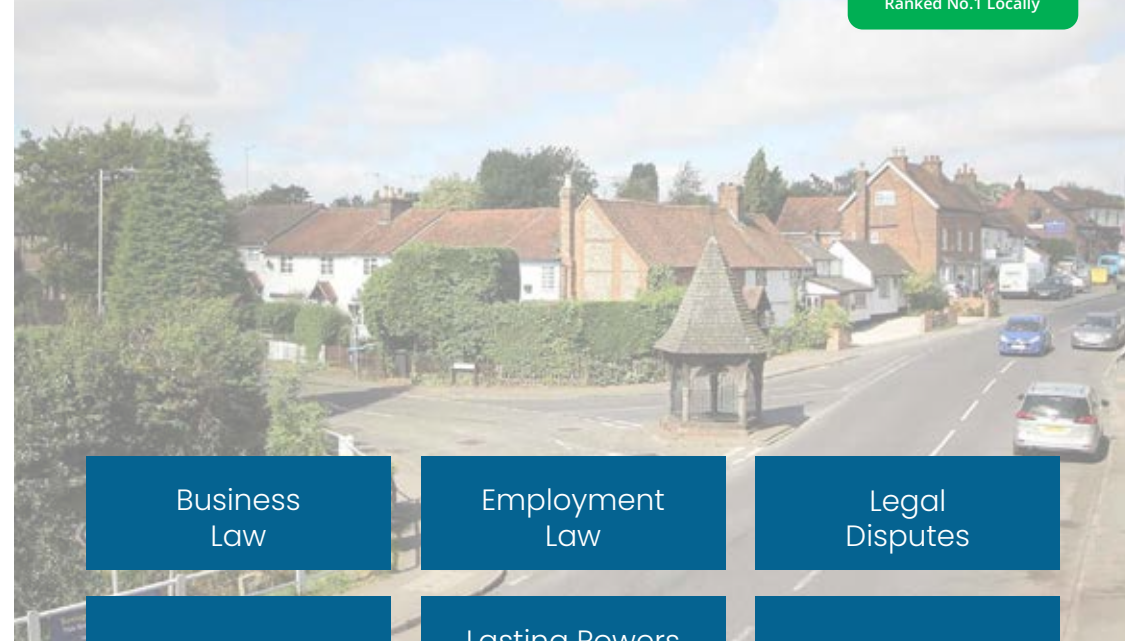 Ranked No.1 Locally
Business
Law
Employment
Law
Legal
Disputes
Lasting Powers